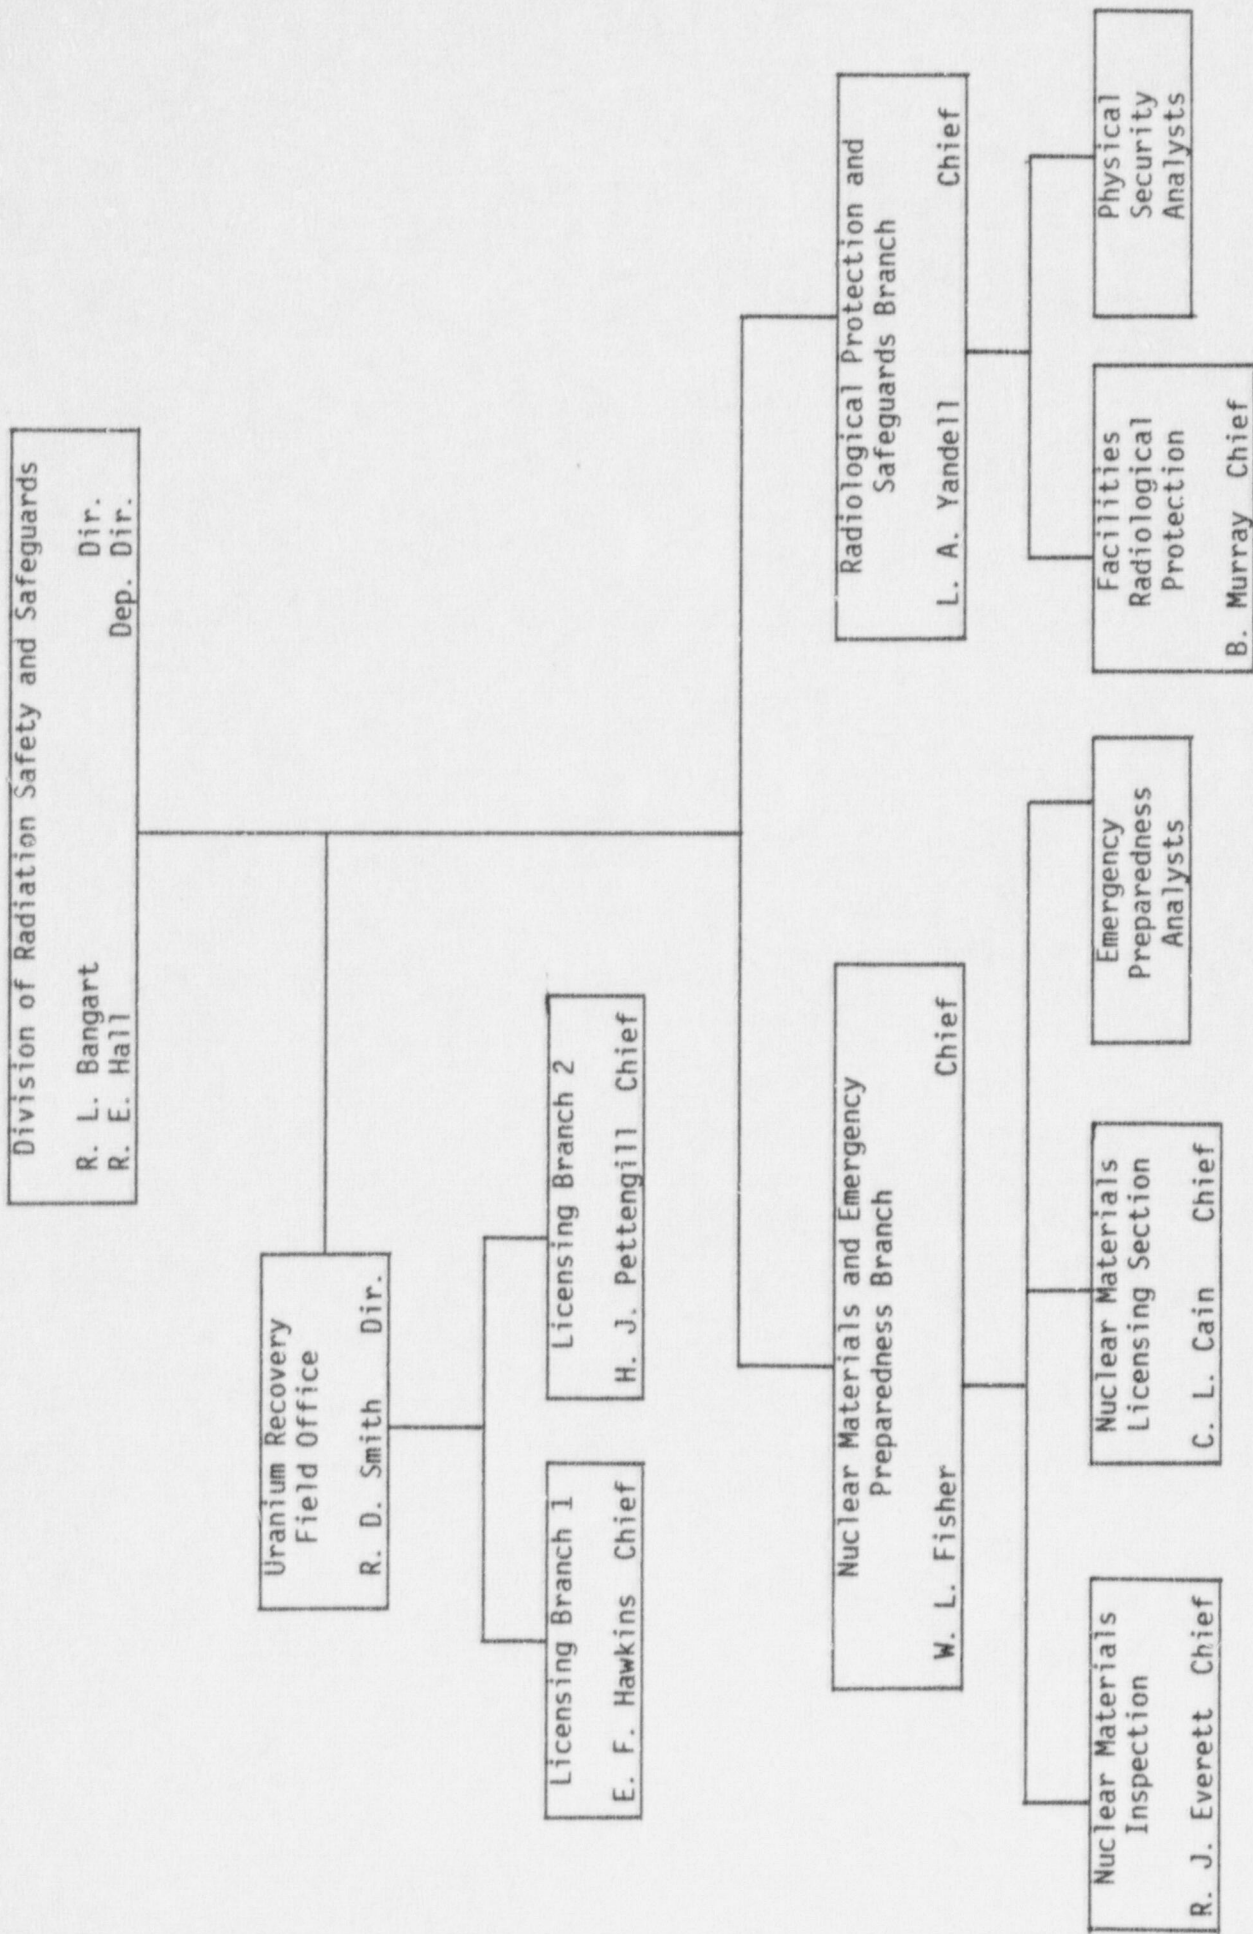 Division of Radiation Safety and Safeguards
R. L. Bangart Dir.
R. E. Hall Dep. Dir.
Uranium Recovery
Field Office
R. D. Smith Dir.
Licensing Branch 1
E. F. Hawkins Chief
Licensing Branch 2
H. J. Pettengill Chief
Nuclear Materials and Emergency
Preparedness Branch
W. L. Fisher Chief
Radiological Protection and
Safeguards Branch
L. A. Yandell Chief
Nuclear Materials
Inspection
R. J. Everett Chief
Nuclear Materials
Licensing Section
C. L. Cain Chief
Emergency
Preparedness
Analysts
Facilities
Radiological
Protection
B. Murray Chief
Physical
Security
Analysts